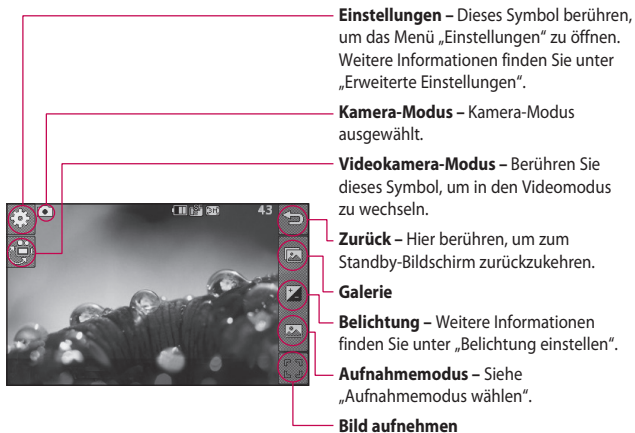 Einstellungen – Dieses Symbol berühren,
um das Menü „Einstellungen“ zu öffnen.
Weitere Informationen finden Sie unter
„Erweiterte Einstellungen“.
Kamera-Modus – Kamera-Modus
ausgewählt.
Videokamera-Modus – Berühren Sie
dieses Symbol, um in den Videomodus
zu wechseln.
43
Zurück – Hier berühren, um zum
Standby-Bildschirm zurückzukehren.
Galerie
Belichtung – Weitere Informationen
finden Sie unter „Belichtung einstellen“.
Aufnahmemodus – Siehe
„Aufnahmemodus wählen“.
Bild aufnehmen